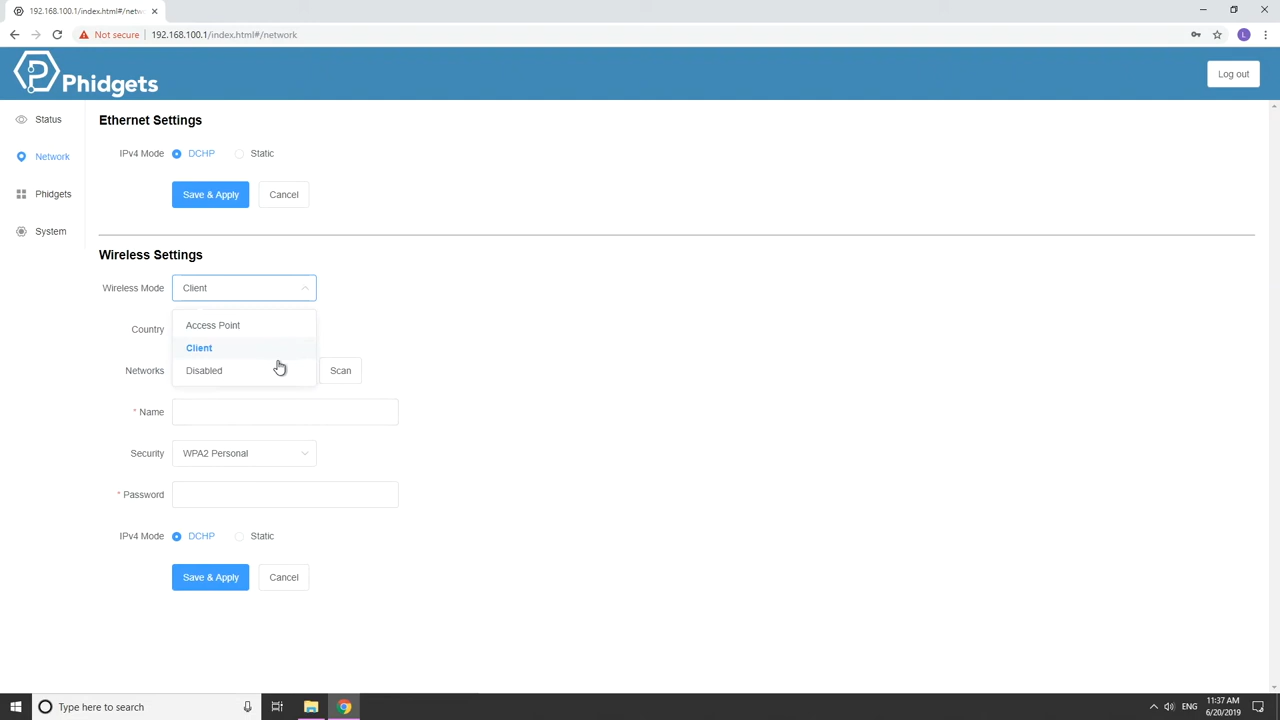 192.168.100.1/index.html#/netw
Not secure | 192.168.100.1/index.html#/network
L
Phidgets
Log out
Status
Network
Phidgets
System
Ethernet Settings
IPv4 Mode DCHP Static
Save & Apply Cancel
Wireless Settings
Wireless Mode Client
Access Point
Country
Client
Networks Disabled Scan
* Name
Security WPA2 Personal
* Password
IPv4 Mode DCHP Static
Save & Apply Cancel
Type here to search
ENG
11:37 AM
6/20/2019